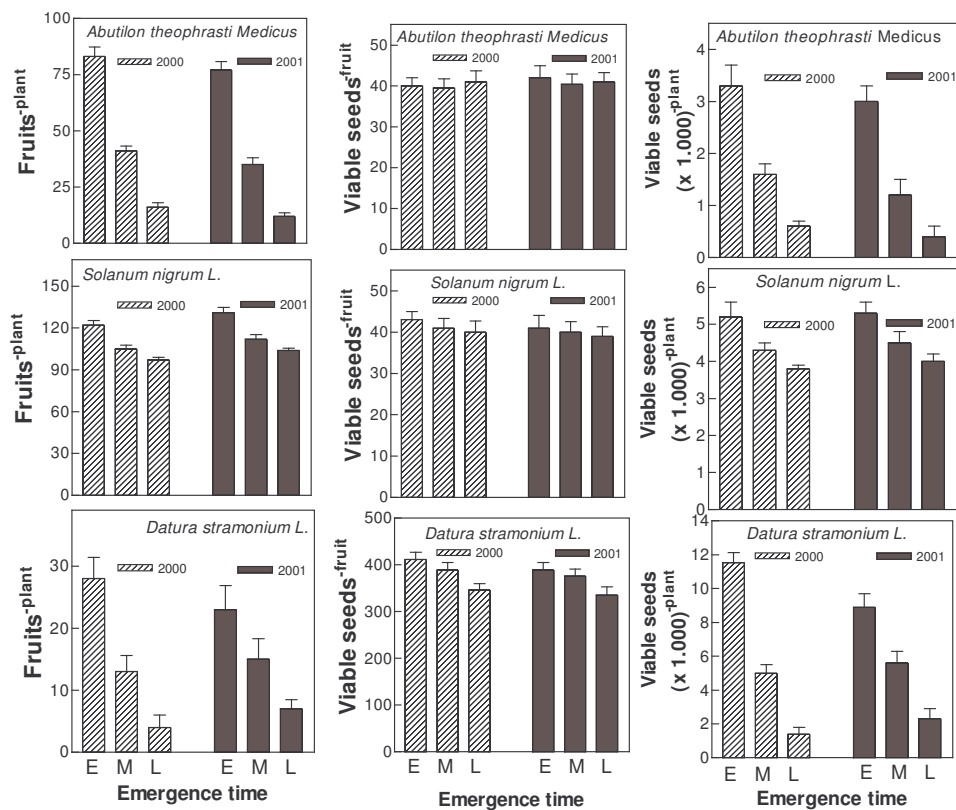 Abutilon theophrasti Medicus
2000 2001
Fruits-plant
100
75
50
25
0
Abutilon theophrasti Medicus
2000 2001
Viable seeds-fruit
50
40
30
20
10
0
Abutilon theophrasti Medicus
2000 2001
Viable seeds
(x 1.000)-plant
4
3
2
1
0
Solanum nigrum L.
2000 2001
Fruits-plant
150
120
90
60
30
0
Solanum nigrum L.
2000 2001
Viable seeds-fruit
50
40
30
20
10
0
Solanum nigrum L.
2000 2001
Viable seeds
(x 1.000)-plant
6
5
4
3
2
1
0
Datura stramonium L.
2000 2001
Fruits-plant
30
20
10
0
E M L E M L
Emergence time
Datura stramonium L.
2000 2001
Viable seeds-fruit
500
400
300
200
100
0
E M L E M L
Emergence time
Datura stramonium L.
2000 2001
Viable seeds
(x 1.000)-plant
14
12
10
8
6
4
2
0
E M L E M L
Emergence time